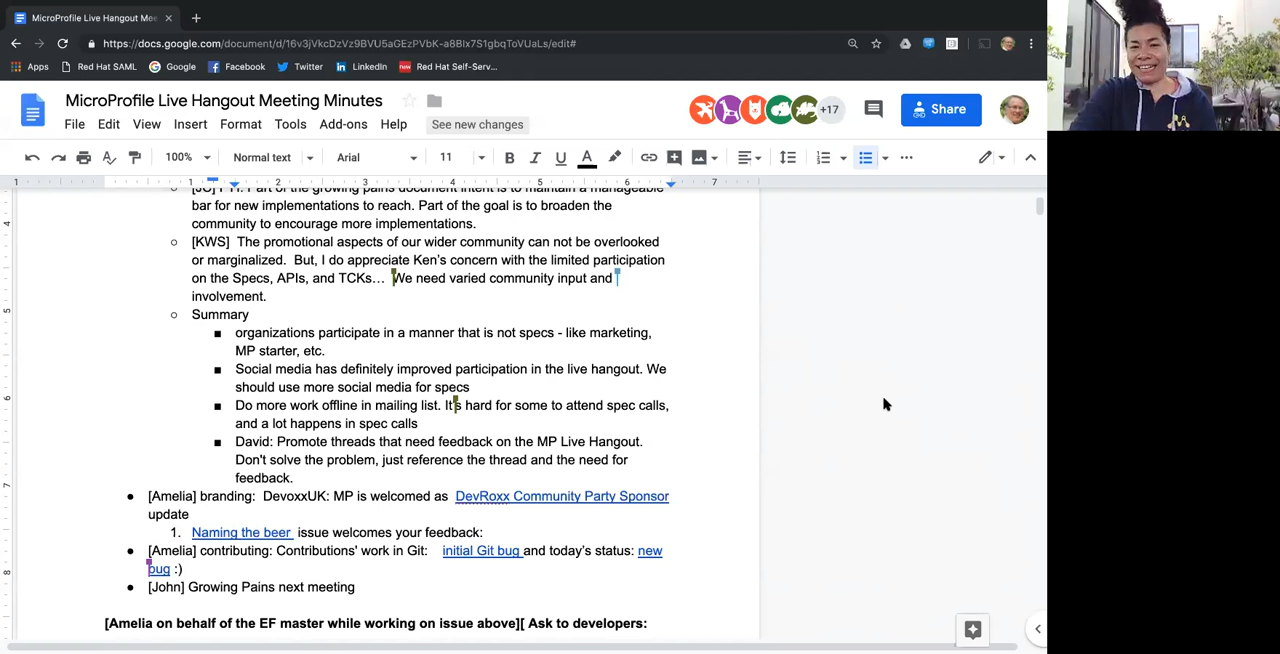 MicroProfile Live Hangout Mee
https://docs.google.com/document/d/16v3jVkcDzVz9BVU5aGEzPVbK-a8Blx7S1gbqToVUaLs/edit#
Apps Red Hat SAML Google Facebook Twitter LinkedIn Red Hat Self-Serv...
MicroProfile Live Hangout Meeting Minutes
+17
Share
File Edit View Insert Format Tools Add-ons Help See new changes
100% Normal text Arial 11 B I U A
1 1 2 3 4 5 6 7
bar for new implementations to reach. Part of the goal is to broaden the
community to encourage more implementations.
[KWS] The promotional aspects of our wider community can not be overlooked
or marginalized. But, I do appreciate Ken's concern with the limited participation
on the Specs, APIs, and TCKs... We need varied community input and
involvement.
Summary
organizations participate in a manner that is not specs - like marketing,
MP starter, etc.
Social media has definitely improved participation in the live hangout. We
should use more social media for specs
Do more work offline in mailing list. It's hard for some to attend spec calls,
and a lot happens in spec calls
David: Promote threads that need feedback on the MP Live Hangout.
Don't solve the problem, just reference the thread and the need for
feedback.
[Amelia] branding: DevoxxUK: MP is welcomed as DevRoxx Community Party Sponsor
update
1. Naming the beer issue welcomes your feedback:
[Amelia] contributing: Contributions' work in Git: initial Git bug and today's status: new
bug :)
[John] Growing Pains next meeting
[Amelia on behalf of the EF master while working on issue above][ Ask to developers: